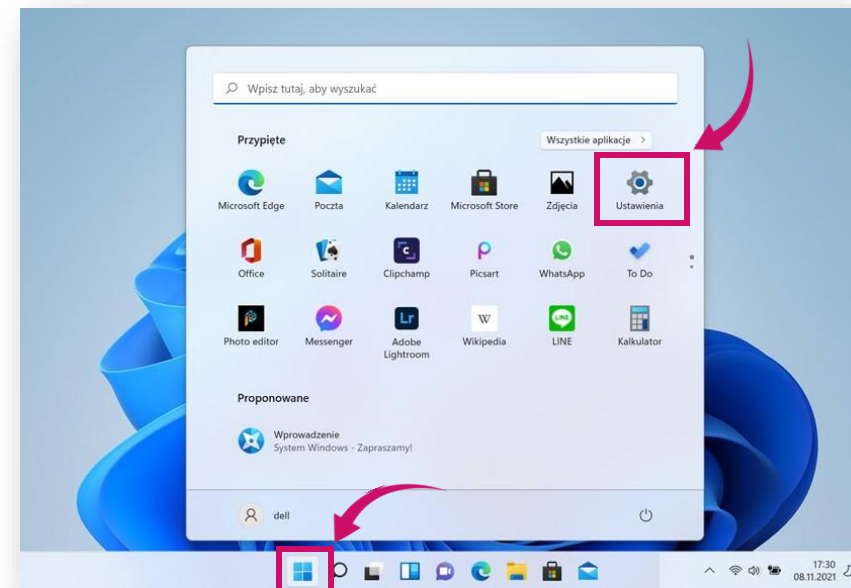 Wpisz tutaj, aby wyszukać
Przypięte
Wszystkie aplikacje >
Microsoft Edge
Poczta
Kalendarz
Microsoft Store
Zdjęcia
Ustawienia
Office
Solitaire
Clipchamp
Picsart
WhatsApp
To Do
Photo editor
Messenger
Lr
Adobe
Lightroom
W
Wikipedia
LINE
LINE
Kalkulator
Proponowane
Wprowadzenie
System Windows - Zapraszamy!
dell
17:30
08.11.2021